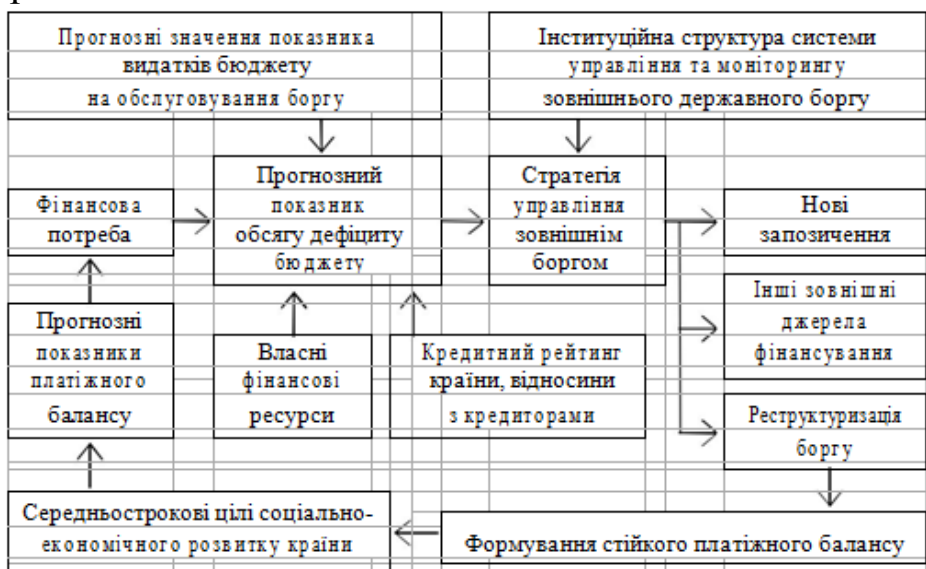 Прогнозні значення показника
видатків бюджету
на обслуговування боргу
Інституційна структура системи
управління та моніторингу
зовнішнього державного боргу
Фінансова
потреба
Прогнозний
показник
обсягу дефіциту
бюджету
Стратегія
управління
зовнішнім
боргом
Нові
запозичення
Інші зовнішні
джерела
фінансування
Прогнозні
показники
платіжного
балансу
Власні
фінансові
ресурси
Кредитний рейтинг
країни, відносини
з кредиторами
Реструктуризація
боргу
Середньострокові цілі соціально-
економічного розвитку країни
Формування стійкого платіжного балансу